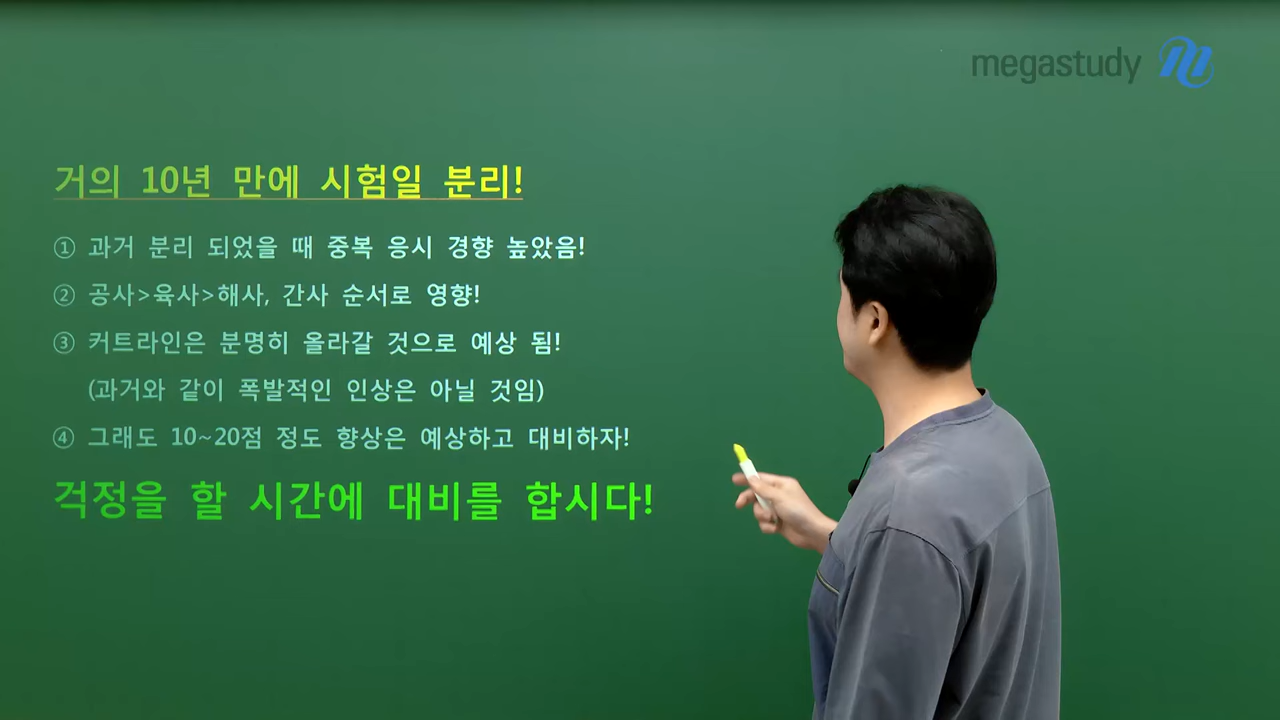 megastudy
거의 10년 만에 시험일 분리!
① 과거 분리 되었을 때 중복 응시 경향 높았음!
② 공사>육사>해사, 간사 순서로 영향!
③ 커트라인은 분명히 올라갈 것으로 예상 됨!
(과거와 같이 폭발적인 인상은 아닐 것임)
④ 그래도 10~20점 정도 향상은 예상하고 대비하자!
걱정을 할 시간에 대비를 합시다!